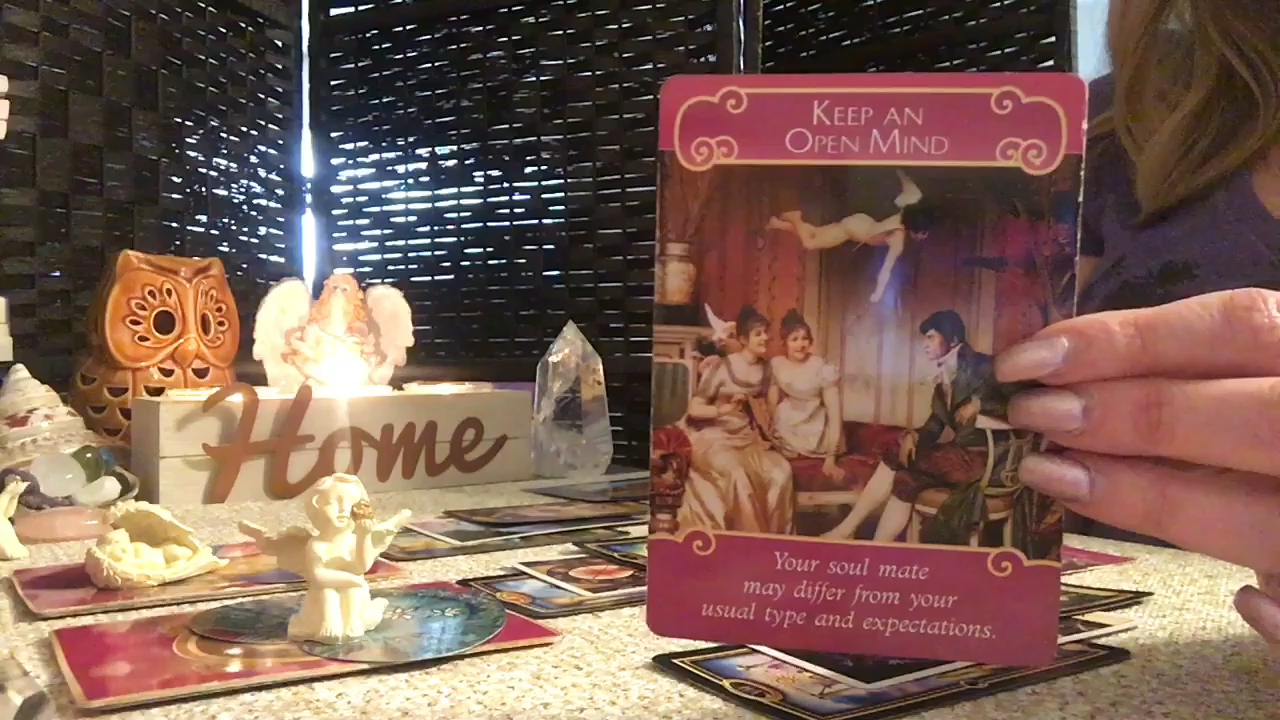 KEEP AN
OPEN MIND
Your soul mate
may differ from your
usual type and expectations.
Home